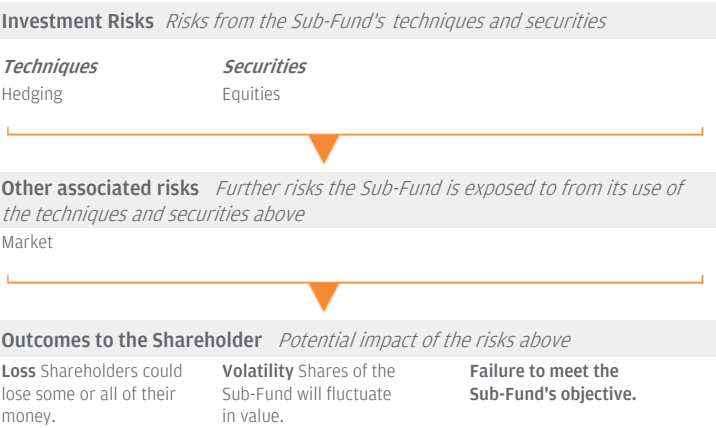 Investment Risks Risks from the Sub-Fund's techniques and securities
Techniques Securities
Hedging Equities
Other associated risks Further risks the Sub-Fund is exposed to from its use of
the techniques and securities above
Market
Outcomes to the Shareholder Potential impact of the risks above
Loss Shareholders could
lose some or all of their
money.
Volatility Shares of the
Sub-Fund will fluctuate
in value.
Failure to meet the
Sub-Fund's objective.